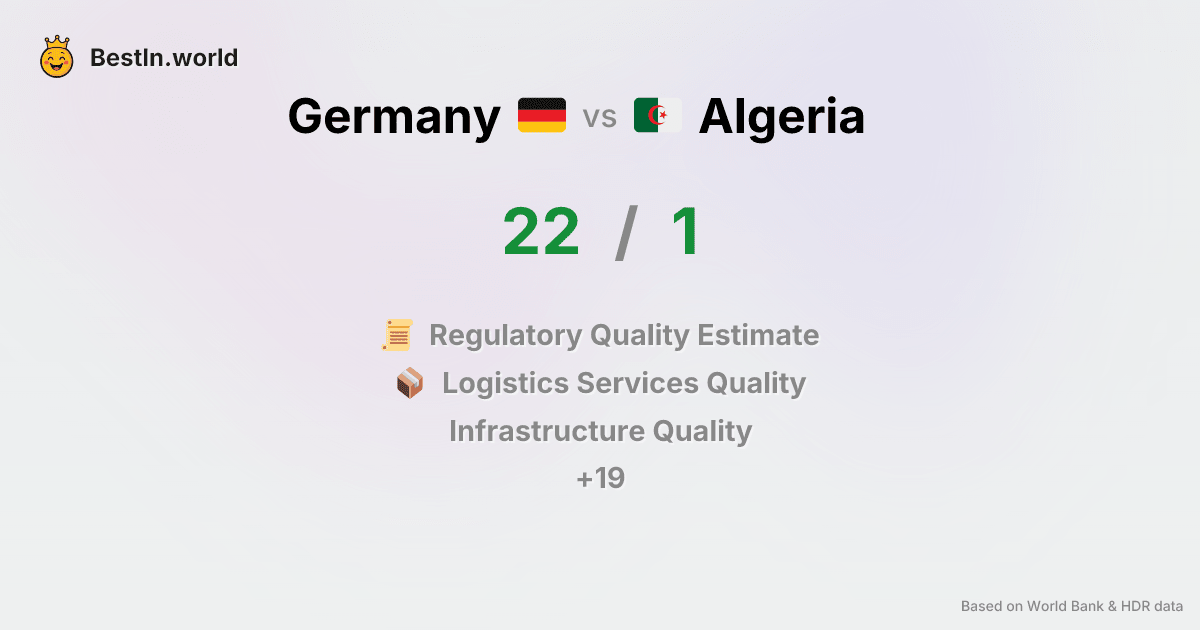 BestIn.world
Germany vs Algeria
22 / 1
Regulatory Quality Estimate
Logistics Services Quality
Infrastructure Quality
+19
Based on World Bank & HDR data